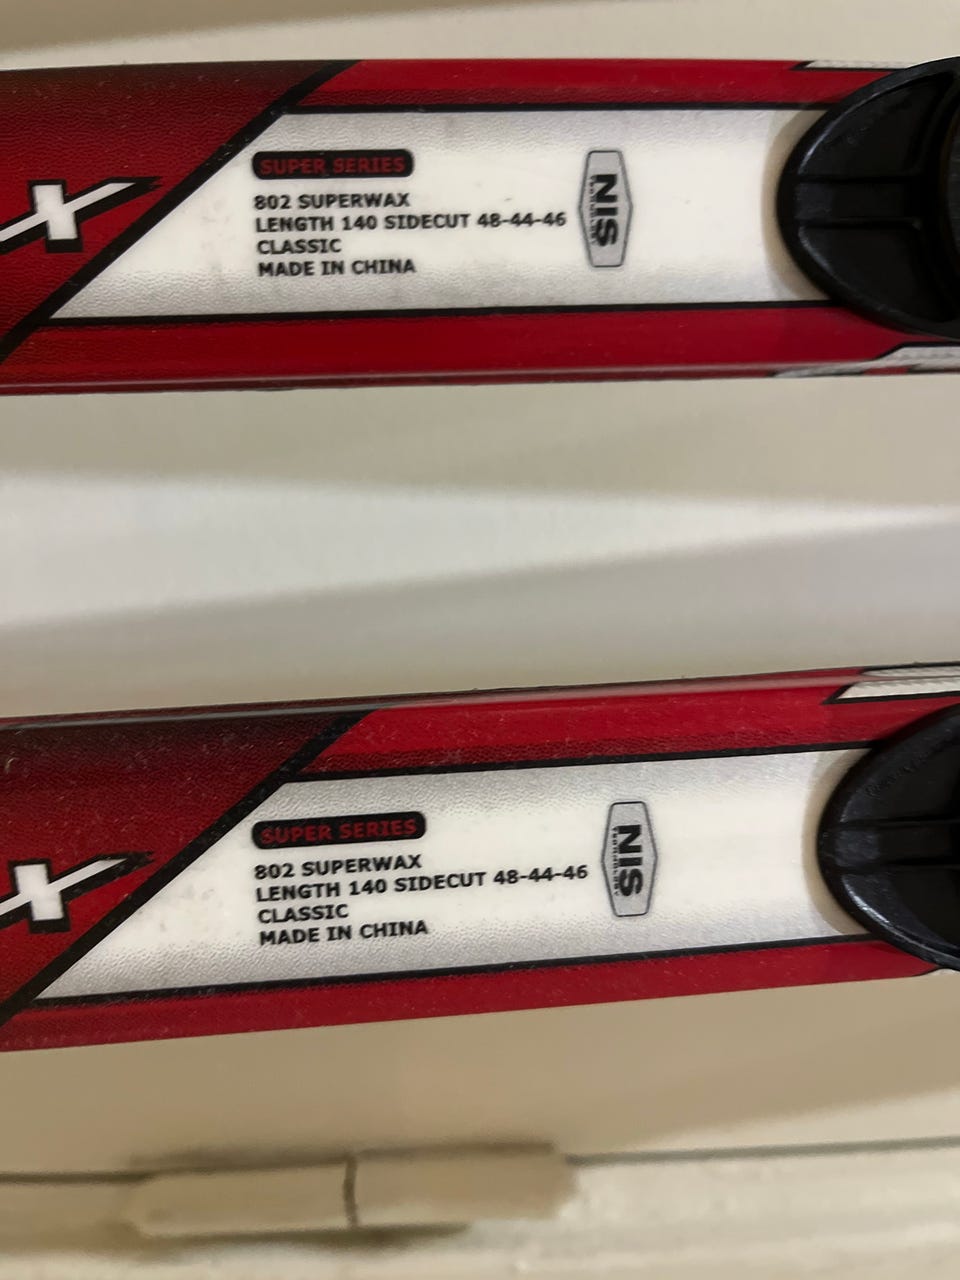 SUPER SERIES
802 SUPERWAX
LENGTH 140 SIDECUT 48-44-46
CLASSIC
MADE IN CHINA
NIS
X
SUPER SERIES
802 SUPERWAX
LENGTH 140 SIDECUT 48-44-46
CLASSIC
MADE IN CHINA
NIS
X